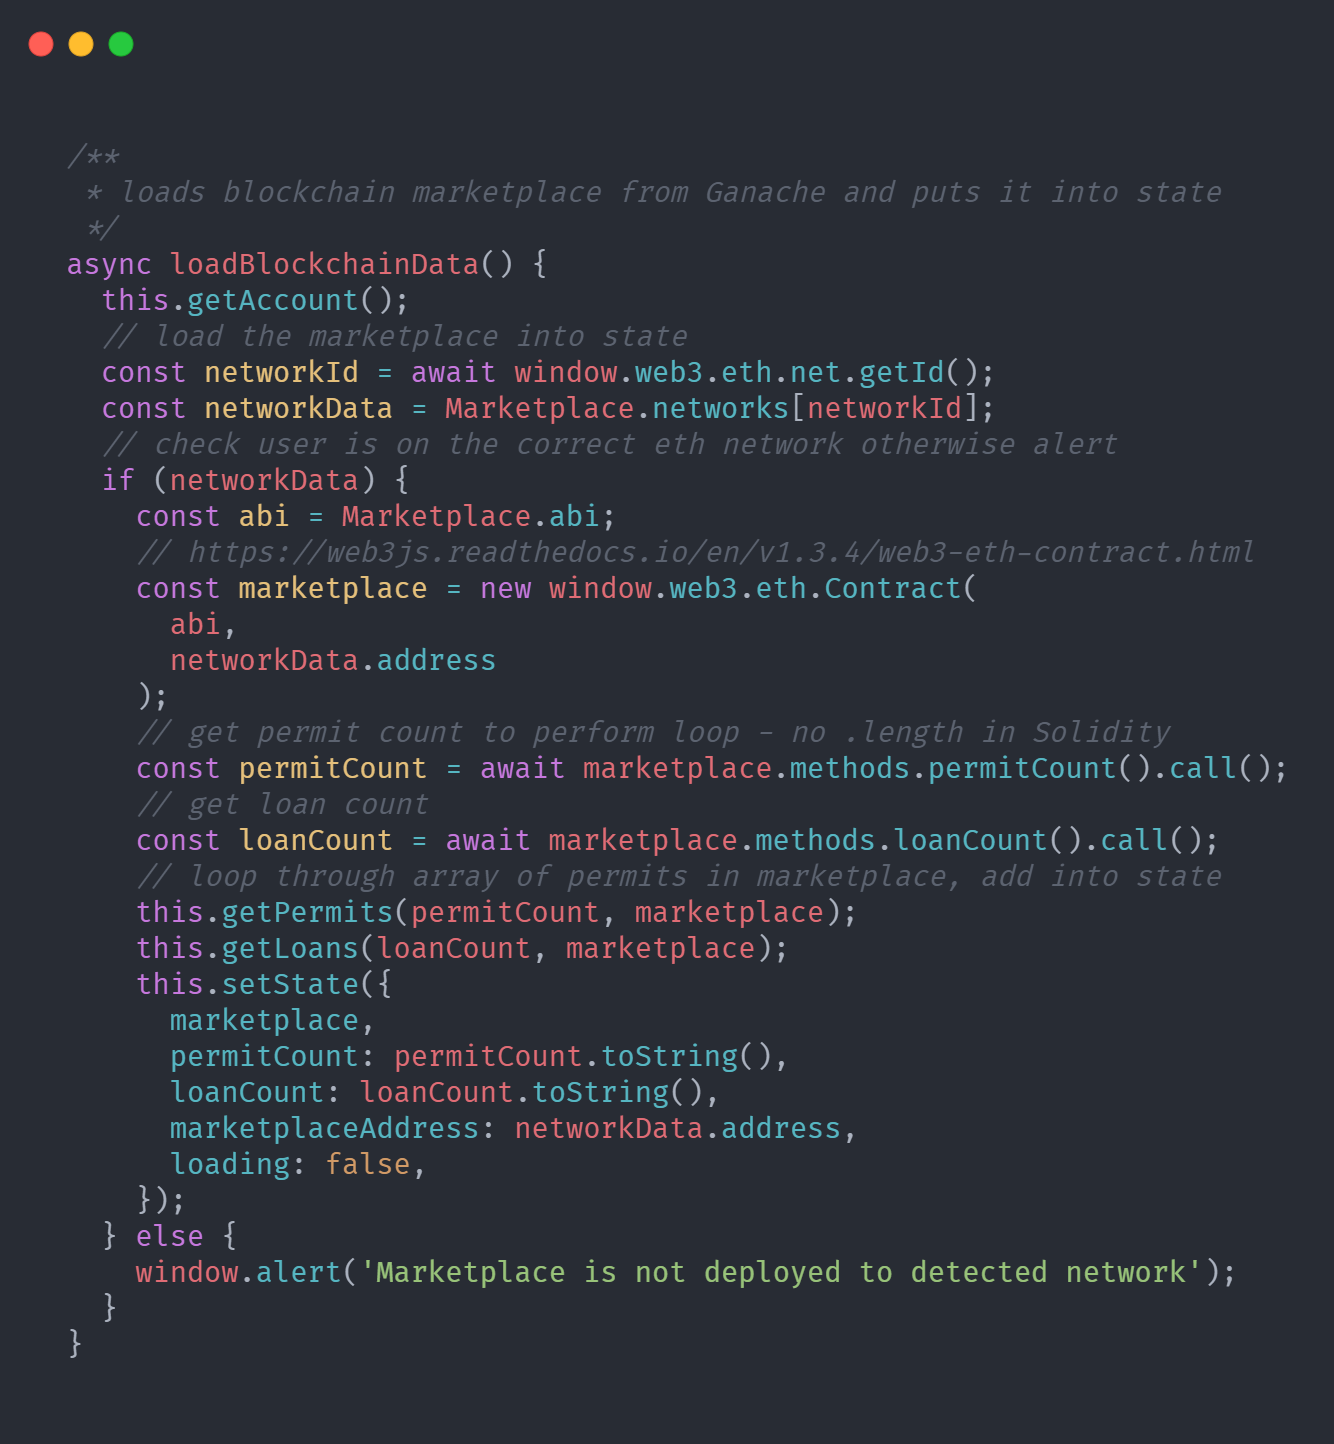 /**
 * loads blockchain marketplace from Ganache and puts it into state
 */
async loadBlockchainData() {
  this.getAccount();
  // load the marketplace into state
  const networkId = await window.web3.eth.net.getId();
  const networkData = Marketplace.networks[networkId];
  // check user is on the correct eth network otherwise alert
  if (networkData) {
    const abi = Marketplace.abi;
    // https://web3js.readthedocs.io/en/v1.3.4/web3-eth-contract.html
    const marketplace = new window.web3.eth.Contract(
      abi,
      networkData.address
    );
    // get permit count to perform loop - no .length in Solidity
    const permitCount = await marketplace.methods.permitCount().call();
    // get loan count
    const loanCount = await marketplace.methods.loanCount().call();
    // loop through array of permits in marketplace, add into state
    this.getPermits(permitCount, marketplace);
    this.getLoans(loanCount, marketplace);
    this.setState({
      marketplace,
      permitCount: permitCount.toString(),
      loanCount: loanCount.toString(),
      marketplaceAddress: networkData.address,
      loading: false,
    });
  } else {
    window.alert('Marketplace is not deployed to detected network');
  }
}